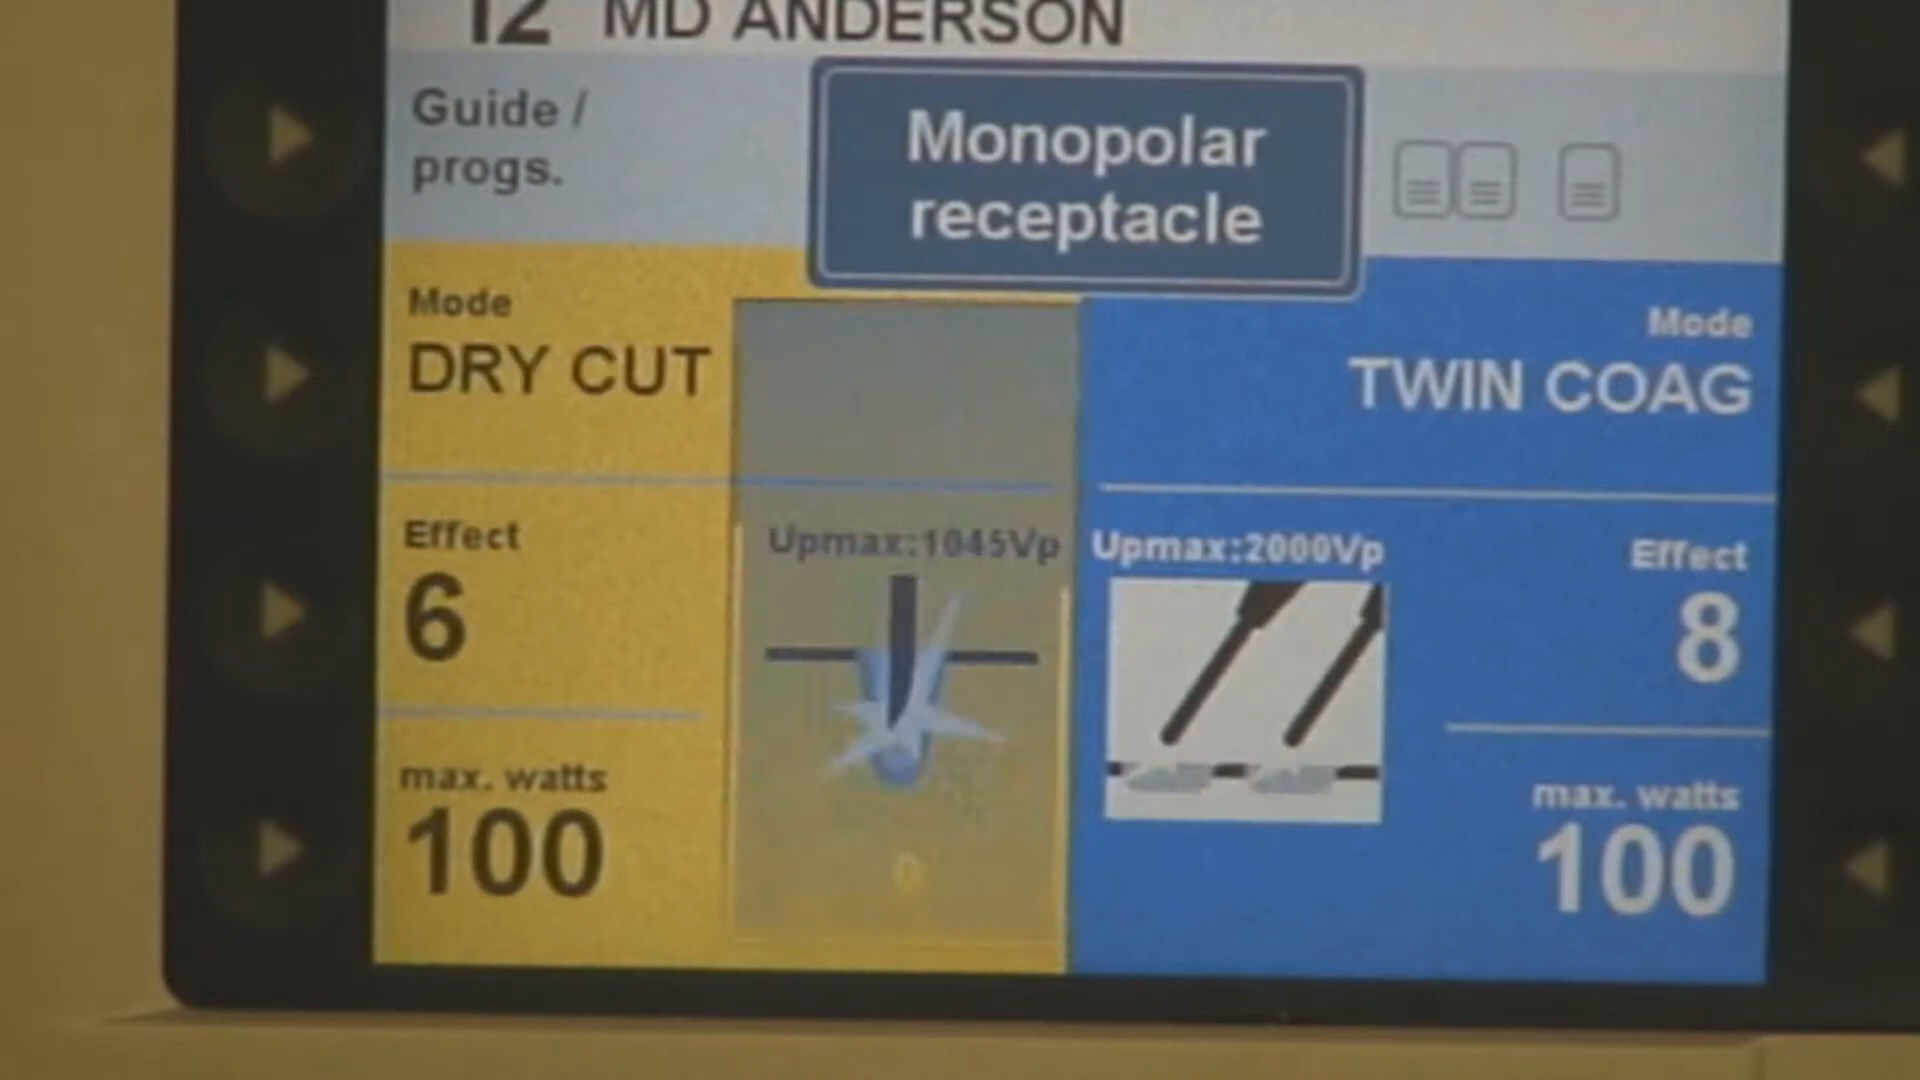 12 MD ANDERSON
Guide /
progs.
Monopolar
receptacle
Mode
DRY CUT
Mode
TWIN COAG
Upmax:1045Vp
Upmax:2000Vp
Effect
6
Effect
8
max. watts
100
max. watts
100
0